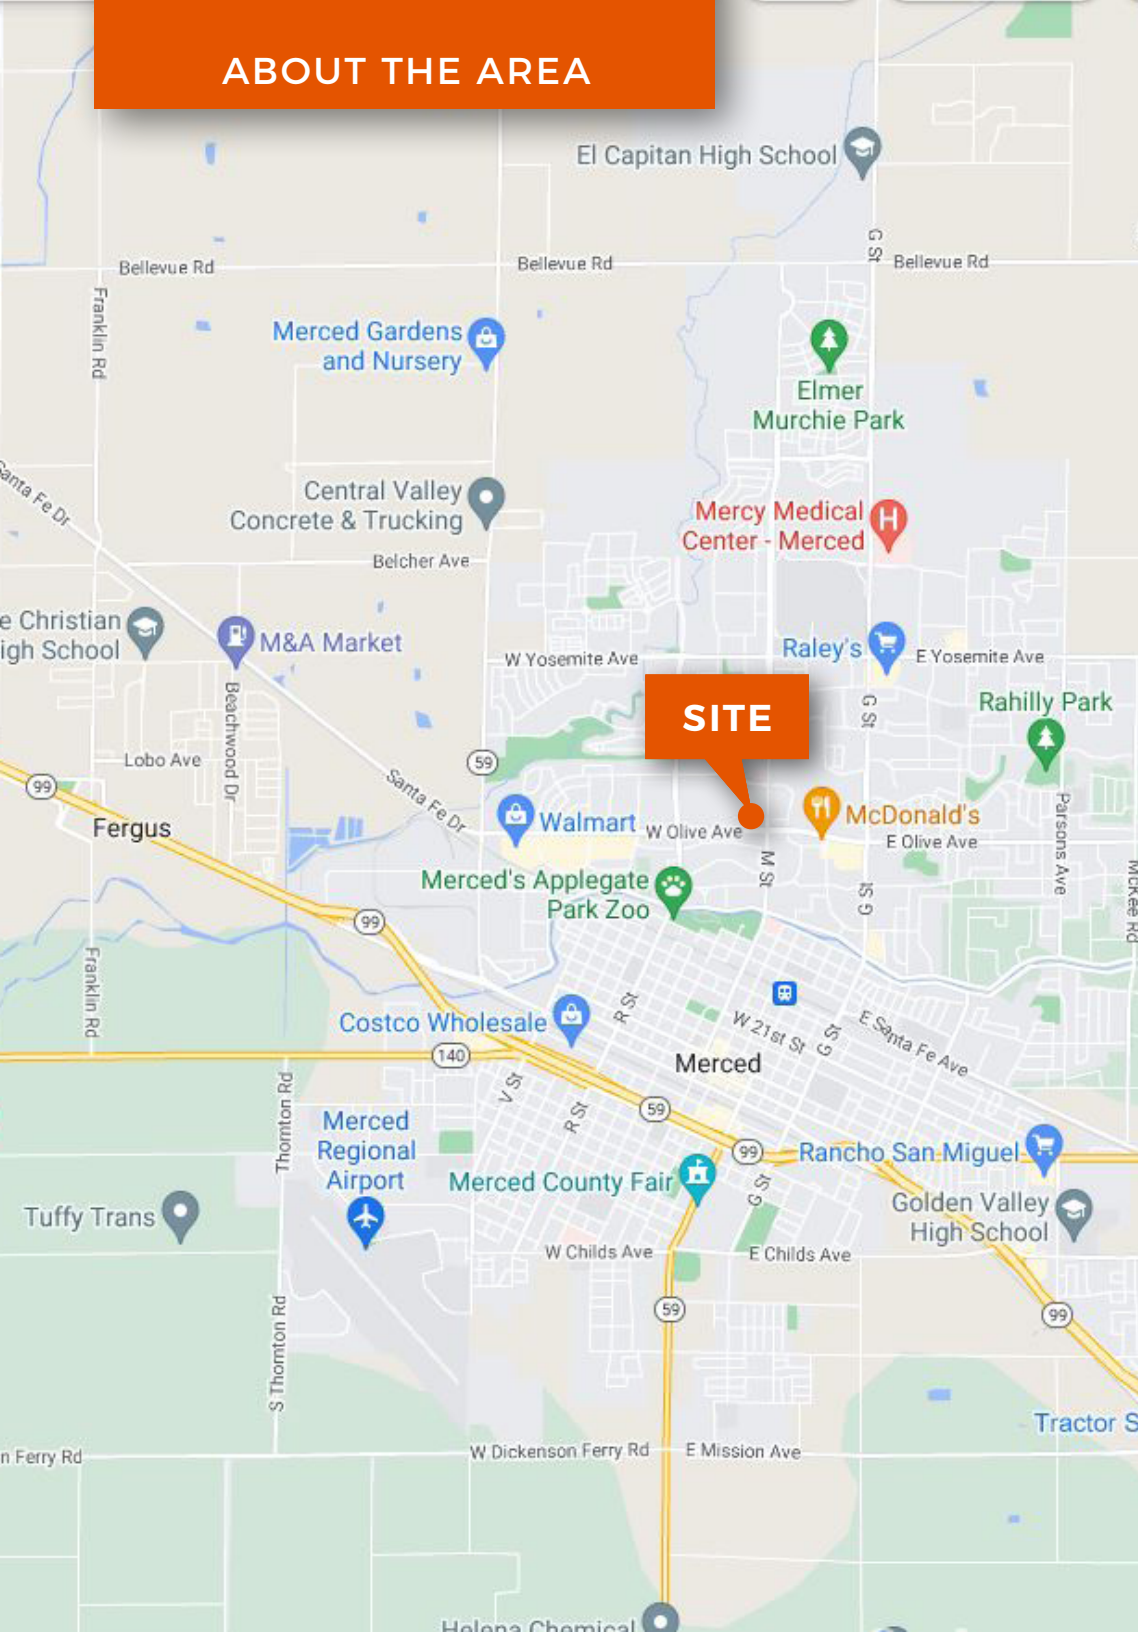 ABOUT THE AREA
El Capitan High School
G St
Bellevue Rd
Bellevue Rd
Bellevue Rd
Franklin Rd
Merced Gardens
and Nursery
Elmer
Murchie Park
Santa Fe Dr
Central Valley
Concrete & Trucking
Mercy Medical
Center - Merced
Belcher Ave
e Christian
igh School
M&A Market
W Yosemite Ave
Raley's
E Yosemite Ave
Beachwood Dr
SITE
G St
Rahilly Park
Lobo Ave
59
99
Santa Fe Dr
Fergus
Walmart
W Olive Ave
McDonald's
E Olive Ave
Parsons Ave
M St
McKee Rd
Merced's Applegate
Park Zoo
G St
99
Franklin Rd
R St
Costco Wholesale
W 21st St
G St
E Santa Fe Ave
140
Merced
V St
R St
59
Thornton Rd
Merced
Regional
Airport
99
Rancho San Miguel
Merced County Fair
G St
Tuffy Trans
Golden Valley
High School
W Childs Ave
E Childs Ave
59
99
S Thornton Rd
Tractor S
n Ferry Rd
W Dickenson Ferry Rd
E Mission Ave
Helena Chemical